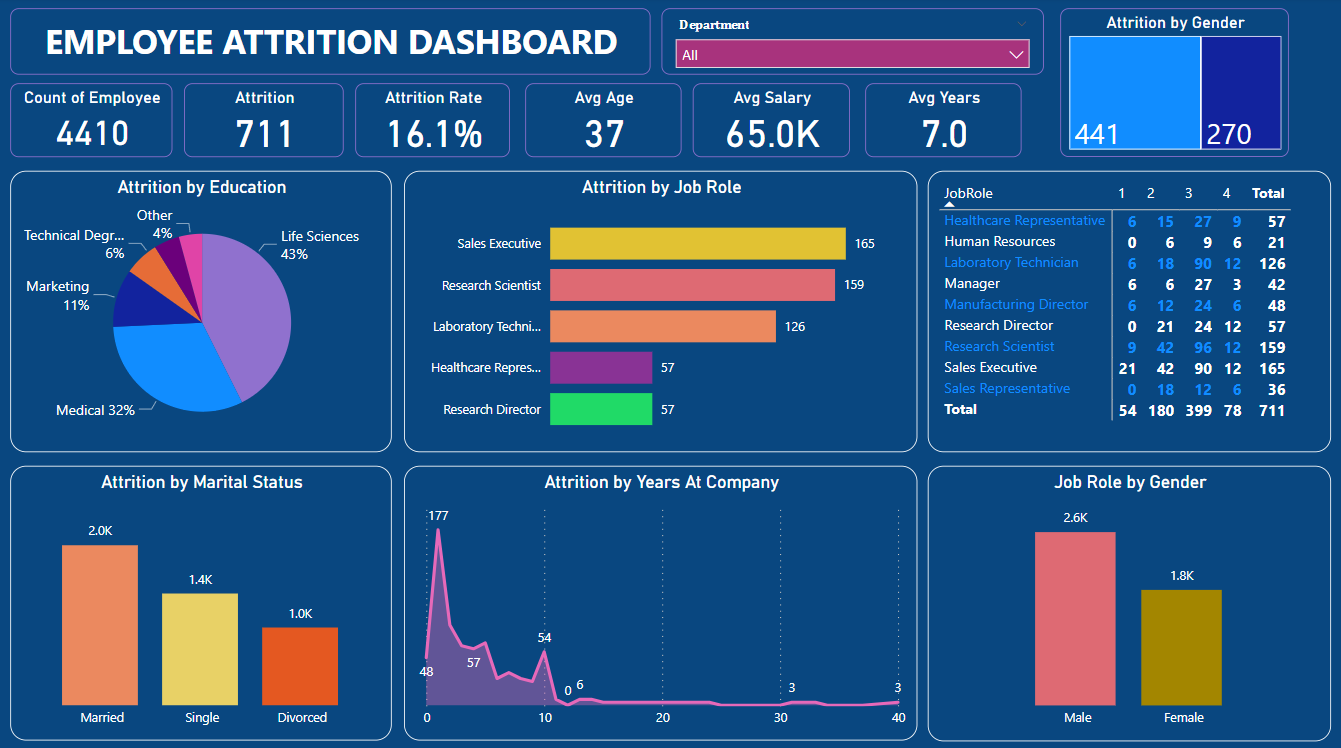 EMPLOYEE ATTRITION DASHBOARD
Department
All
Attrition by Gender
441
270
Count of Employee
4410
Attrition
711
Attrition Rate
16.1%
Avg Age
37
Avg Salary
65.0K
Avg Years
7.0
Attrition by Education
Other
4%
Technical Degr...
6%
Marketing
11%
Medical 32%
Life Sciences
43%
Attrition by Job Role
Sales Executive 165
Research Scientist 159
Laboratory Techni... 126
Healthcare Repres... 57
Research Director 57
JobRole 1 2 3 4 Total
Healthcare Representative 6 15 27 9 57
Human Resources 0 6 9 6 21
Laboratory Technician 6 18 90 12 126
Manager 6 6 27 3 42
Manufacturing Director 6 12 24 6 48
Research Director 0 21 24 12 57
Research Scientist 9 42 96 12 159
Sales Executive 21 42 90 12 165
Sales Representative 0 18 12 6 36
Total 54 180 399 78 711
Attrition by Marital Status
2.0K
1.4K
1.0K
Married Single Divorced
Attrition by Years At Company
177
48
57
54
0
6
3
3
0 10 20 30 40
Job Role by Gender
2.6K
1.8K
Male Female